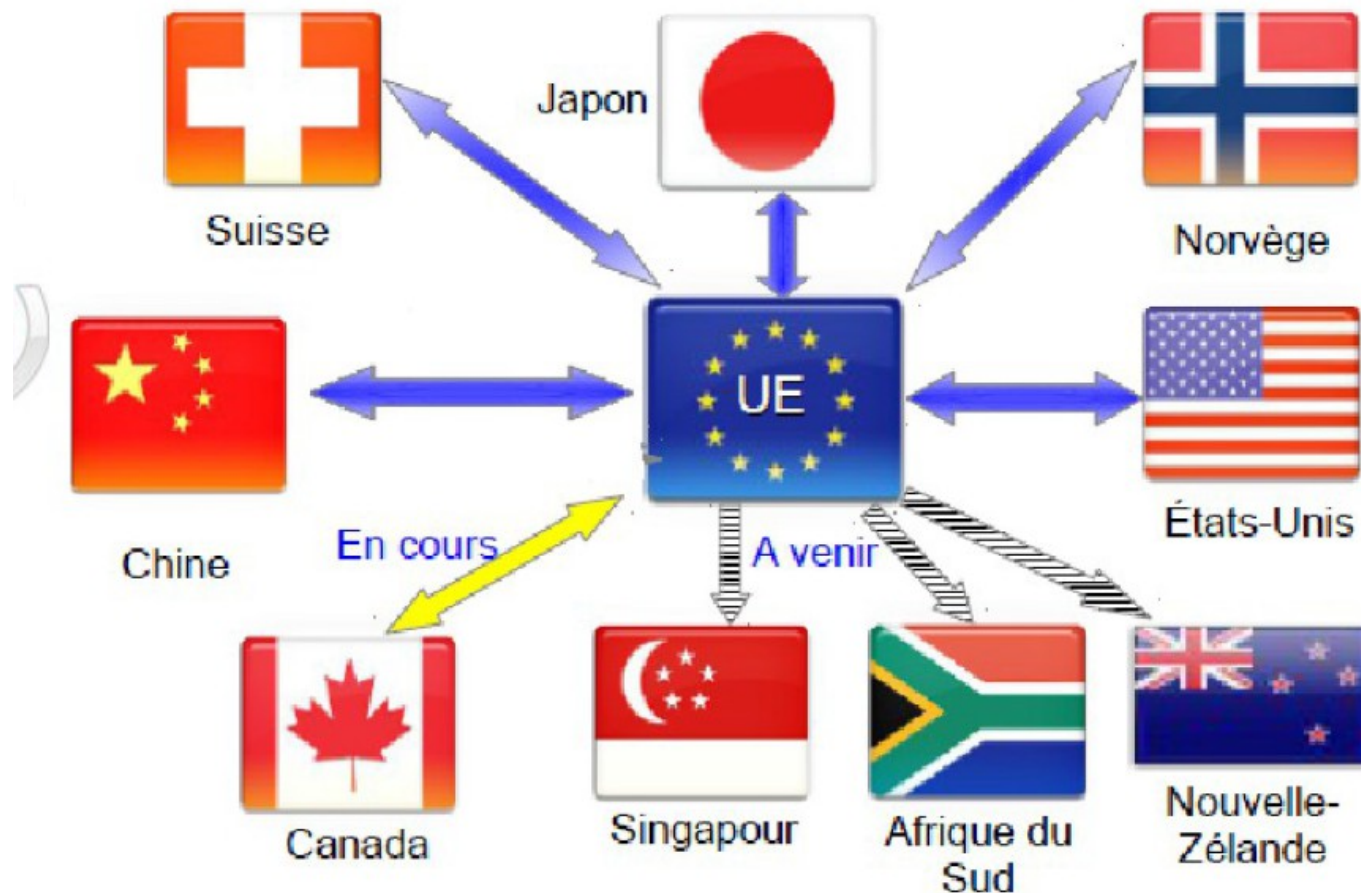 Japon
Suisse
Norvège
UE
Chine
États-Unis
En cours
A venir
Canada
Singapour
Afrique du
Sud
Nouvelle-
Zélande